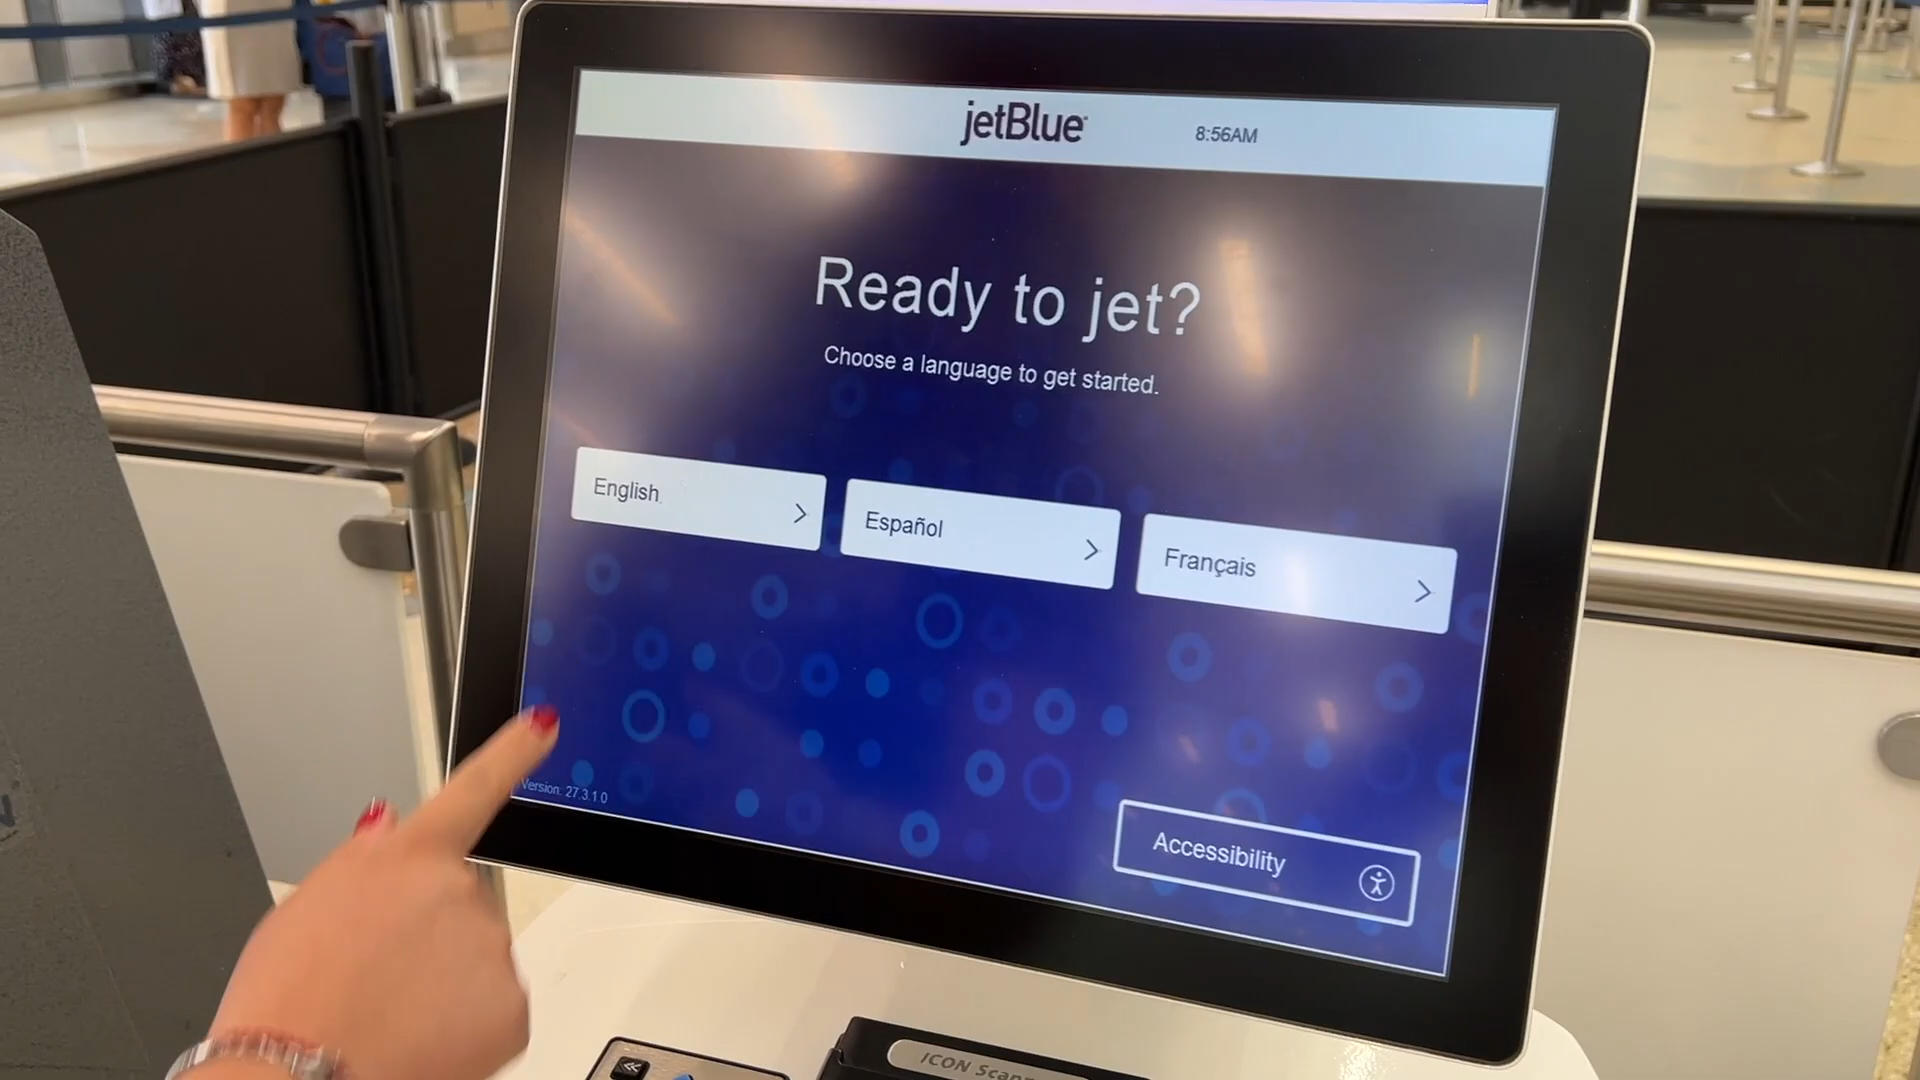 jetBlue
8:56AM
Ready to jet?
Choose a language to get started.
English
Español
Français
Version: 27.3.1.0
Accessibility
ICON